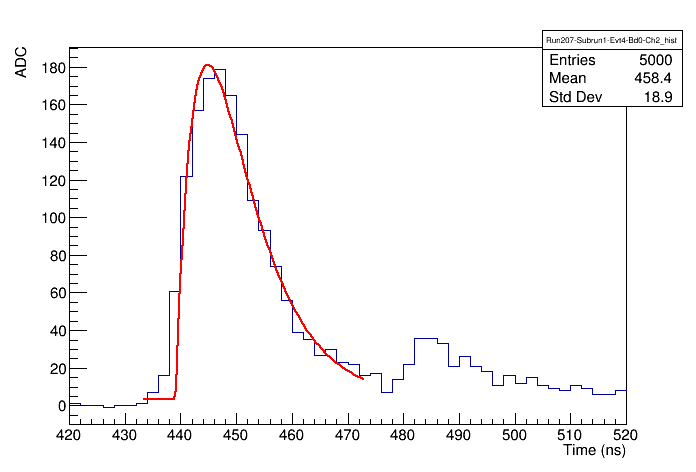 Run207-Subrun1-Evt4-Bd0-Ch2_hist
Entries 5000
Mean 458.4
Std Dev 18.9
ADC
180
160
140
120
100
80
60
40
20
0
420 430 440 450 460 470 480 490 500 510 520
Time (ns)